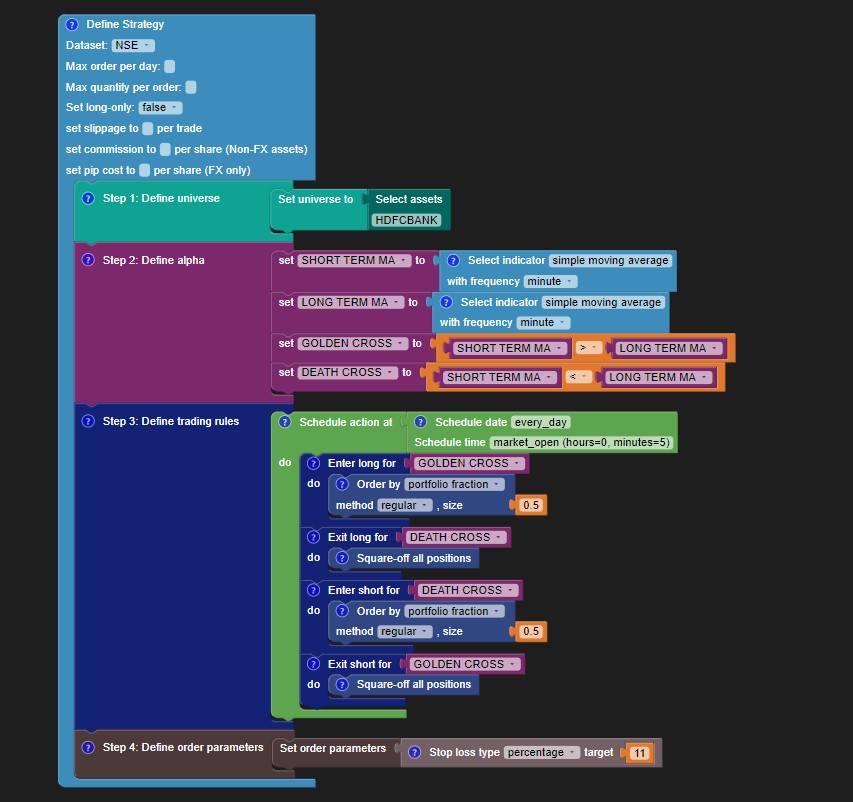 ? Define Strategy
Dataset: NSE
Max order per day:
Max quantity per order:
Set long-only: false
set slippage to per trade
set commission to per share (Non-FX assets)
set pip cost to per share (FX only)
? Step 1: Define universe
Set universe to Select assets
HDFCBANK
? Step 2: Define alpha
set SHORT TERM MA to ? Select indicator simple moving average
with frequency minute
set LONG TERM MA to ? Select indicator simple moving average
with frequency minute
set GOLDEN CROSS to SHORT TERM MA > LONG TERM MA
set DEATH CROSS to SHORT TERM MA < LONG TERM MA
? Step 3: Define trading rules
? Schedule action at ? Schedule date every_day
Schedule time market_open (hours=0, minutes=5)
do ? Enter long for GOLDEN CROSS
do ? Order by portfolio fraction
method regular , size 0.5
? Exit long for DEATH CROSS
do ? Square-off all positions
? Enter short for DEATH CROSS
do ? Order by portfolio fraction
method regular , size 0.5
? Exit short for GOLDEN CROSS
do ? Square-off all positions
? Step 4: Define order parameters
Set order parameters ? Stop loss type percentage target 11